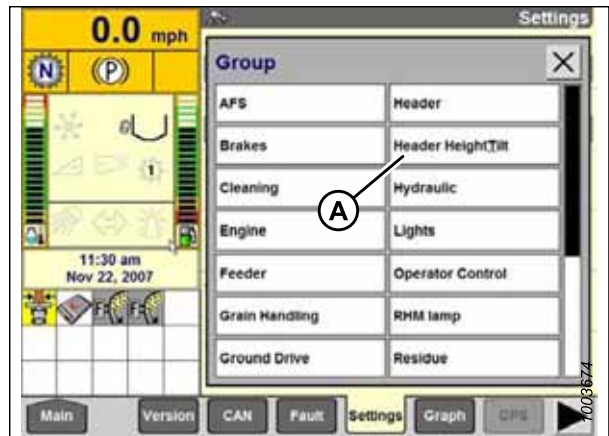 0.0 mph
Settings
N
(P)
Group
X
AFS
Header
Brakes
Header Height/Tilt
Cleaning
Hydraulic
Engine
Lights
Feeder
Operator Control
Grain Handling
RHM lamp
Ground Drive
Residue
A
1
11:30 am
Nov 22, 2007
Main
Version
CAN
Fault
Settings
Graph
GPS
1003674